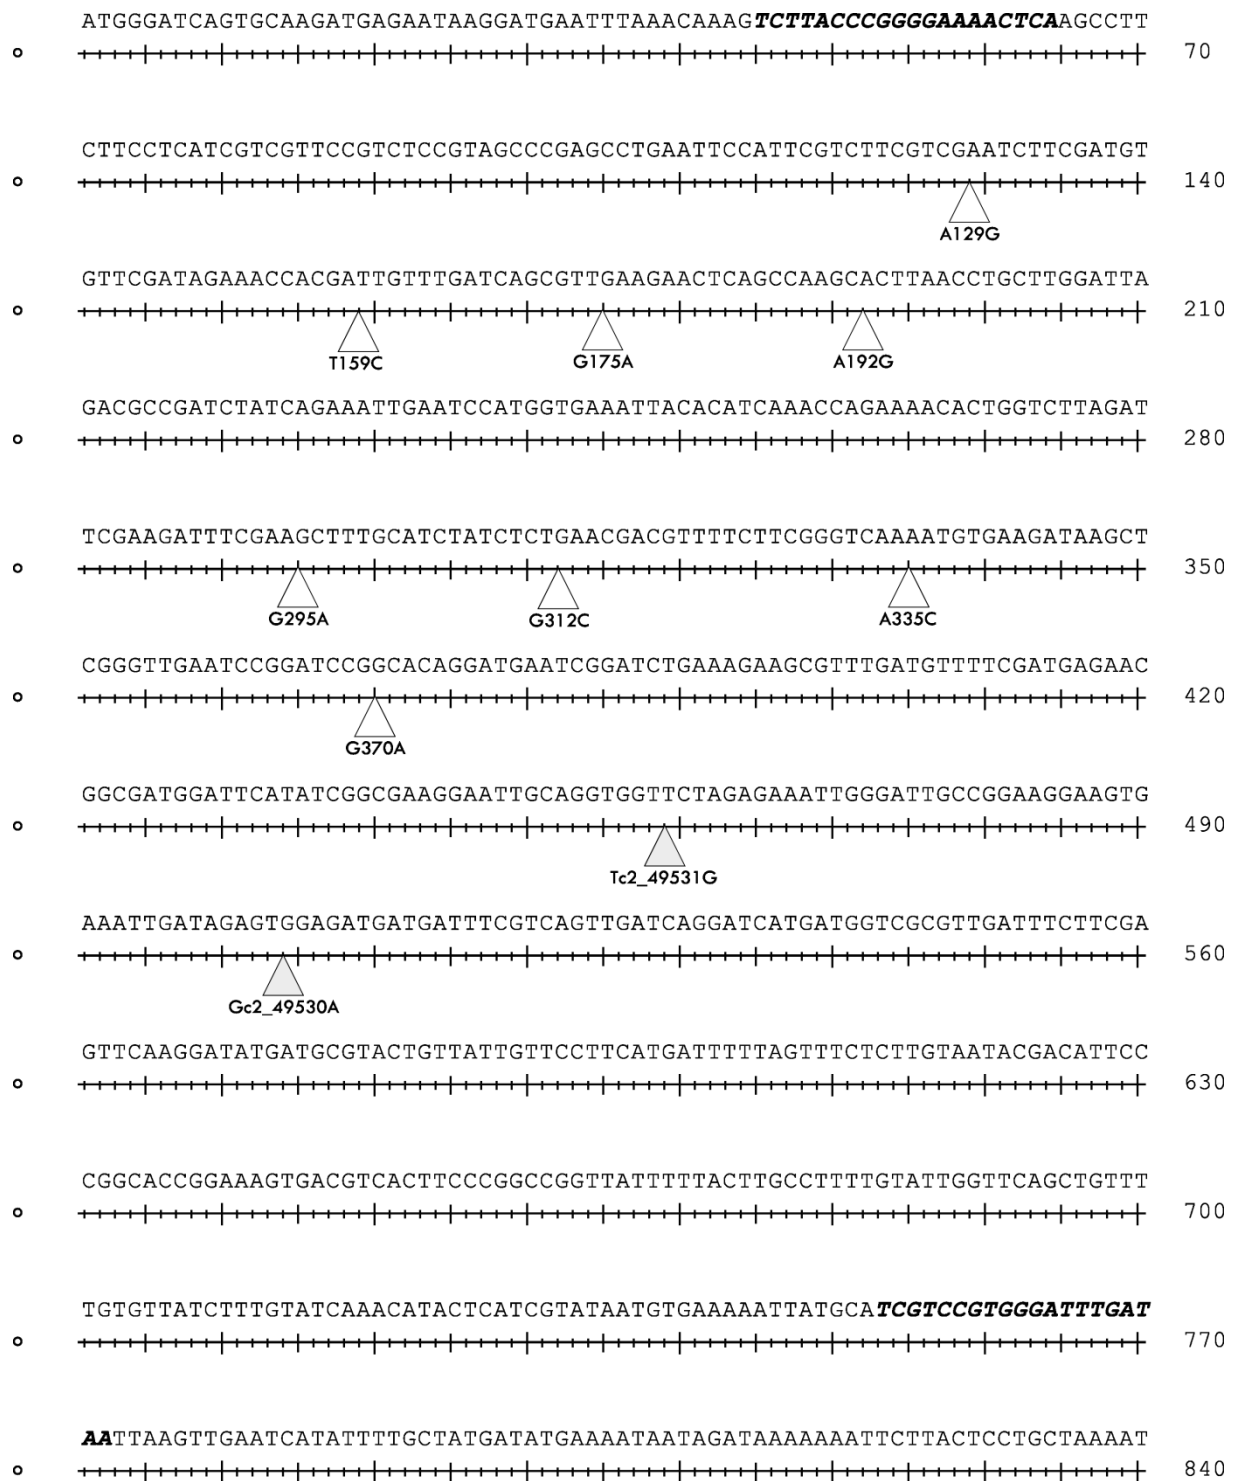 ATGGGATCAGTGCAAGATGAGAATAAGGATGAATTTAAACAAAGTCTTACCCGGGGAAAACTCAAGCCTT
70
CTTCCTCATCGTCGTTCCGTCTCCGTAGCCCGAGCCTGAATTCCATTCGTCTTCGTCGAATCTTCGATGT
140
A129G
GTTCGATAGAAACCACGATTGTTTGATCAGCGTTGAAGAACTCAGCCAAGCACTTAACCTGCTTGGATTA
210
T159C G175A A192G
GACGCCGATCTATCAGAAATTGAATCCATGGTGAAATTACACATCAAACCAGAAAACACTGGTCTTAGAT
280
TCGAAGATTTCGAAGCTTTGCATCTATCTCTGAACGACGTTTTCTTCGGGTCAAAATGTGAAGATAAGCT
350
G295A G312C A335C
CGGGTTGAATCCGGATCCGGCACAGGATGAATCGGATCTGAAAGAAGCGTTTGATGTTTTCGATGAGAAC
420
G370A
GGCGATGGATTCATATCGGCGAAGGAATTGCAGGTGGTTCTAGAGAAATTGGGATTGCCGGAAGGAAGTG
490
Tc2_49531G
AAATTGATAGAGTGGAGATGATGATTTCGTCAGTTGATCAGGATCATGATGGTCGCGTTGATTTCTTCGA
560
Gc2_49530A
GTTCAAGGATATGATGCGTACTGTTATTGTTCCTTCATGATTTTTAGTTTCTCTTGTAATACGACATTCC
630
CGGCACCGGAAAGTGACGTCACTTCCCGGCCGGTTATTTTTACTTGCCTTTTGTATTGGTTCAGCTGTTT
700
TGTGTTATCTTTGTATCAAACATACTCATCGTATAATGTGAAAAATTATGCATCGTCCGTGGGATTTGAT
770
AATTAAGTTGAATCATATTTTGCTATGATATGAAAATAATAGATAAAAAAATTCTTACTCCTGCTAAAAT
840